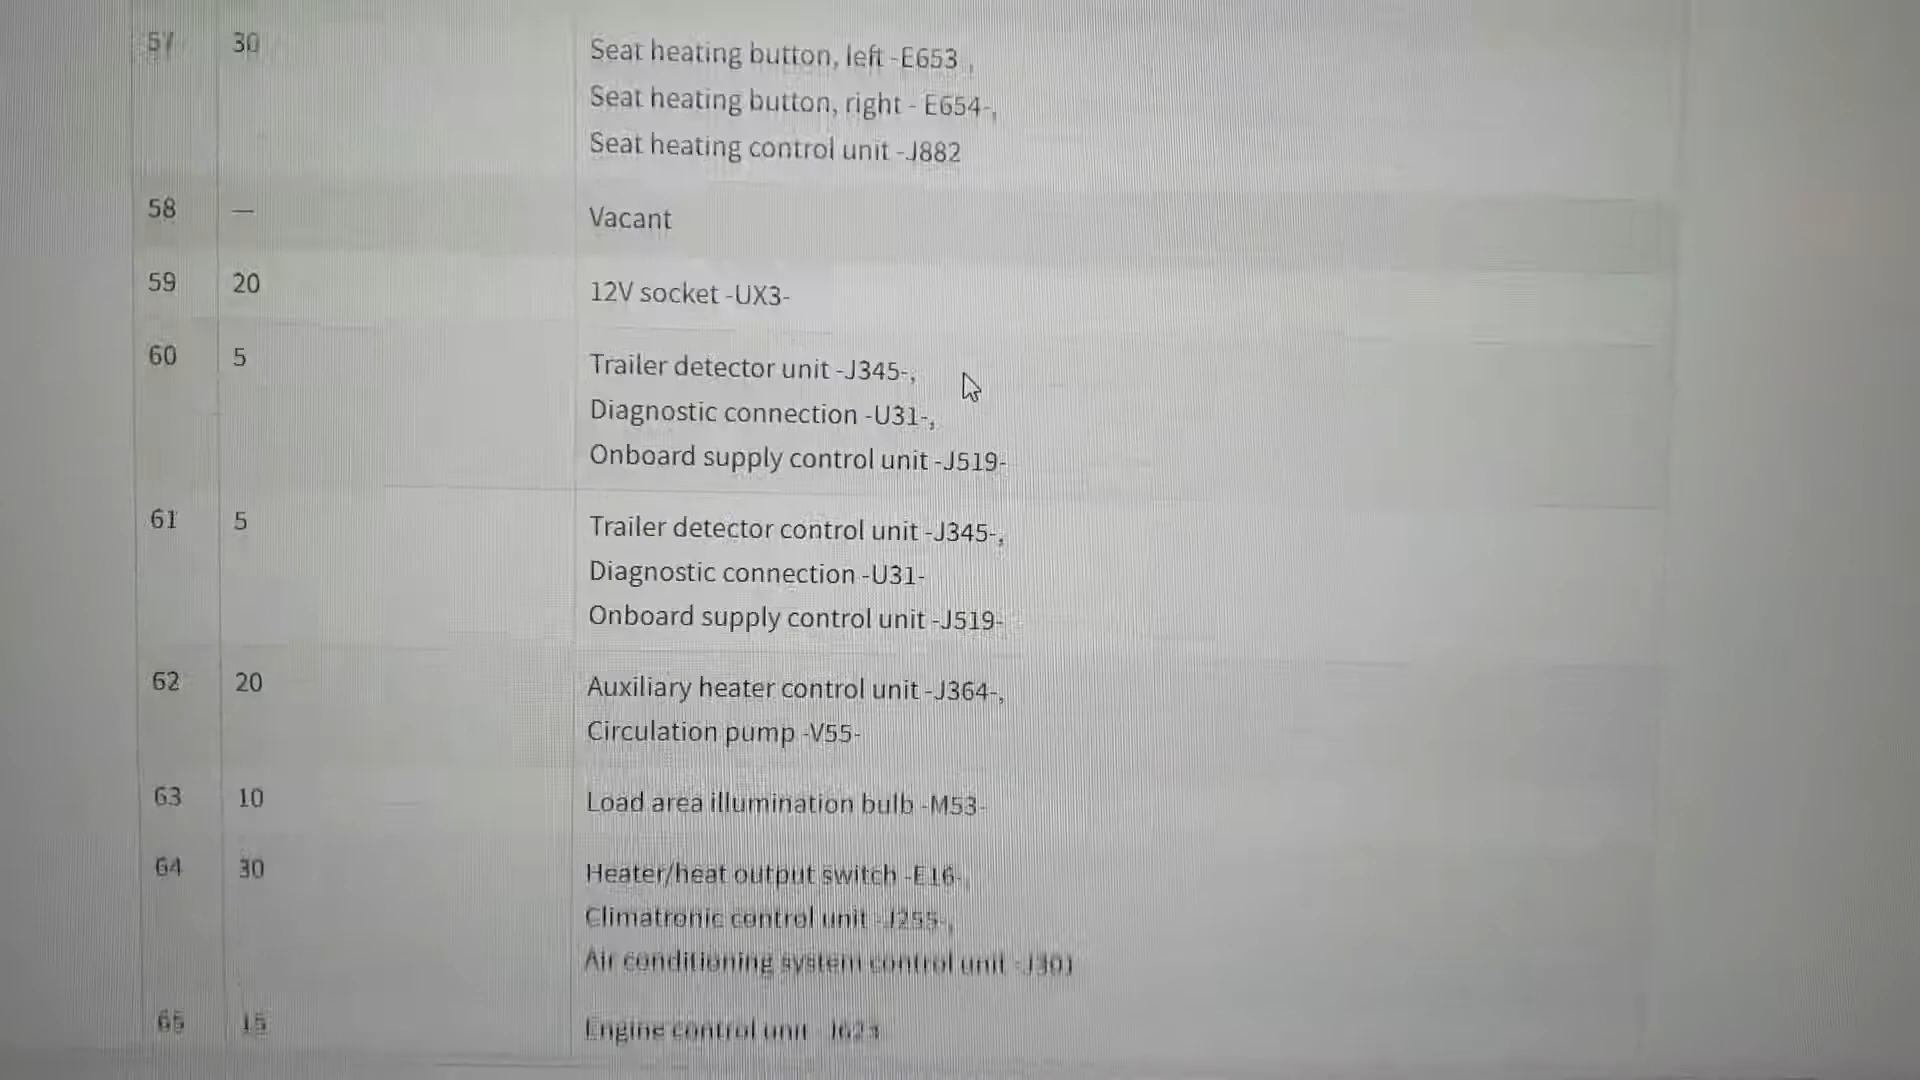 57 30 Seat heating button, left -E653 ,
Seat heating button, right - E654-,
Seat heating control unit -J882
58 — Vacant
59 20 12V socket -UX3-
60 5 Trailer detector unit -J345-,
Diagnostic connection -U31-,
Onboard supply control unit -J519-
61 5 Trailer detector control unit -J345-,
Diagnostic connection -U31-
Onboard supply control unit -J519-
62 20 Auxiliary heater control unit -J364-,
Circulation pump -V55-
63 10 Load area illumination bulb -M53-
64 30 Heater/heat output switch -E16-,
Climatronic control unit -J255-,
Air conditioning system control unit -J301
65 15 Engine control unit J623